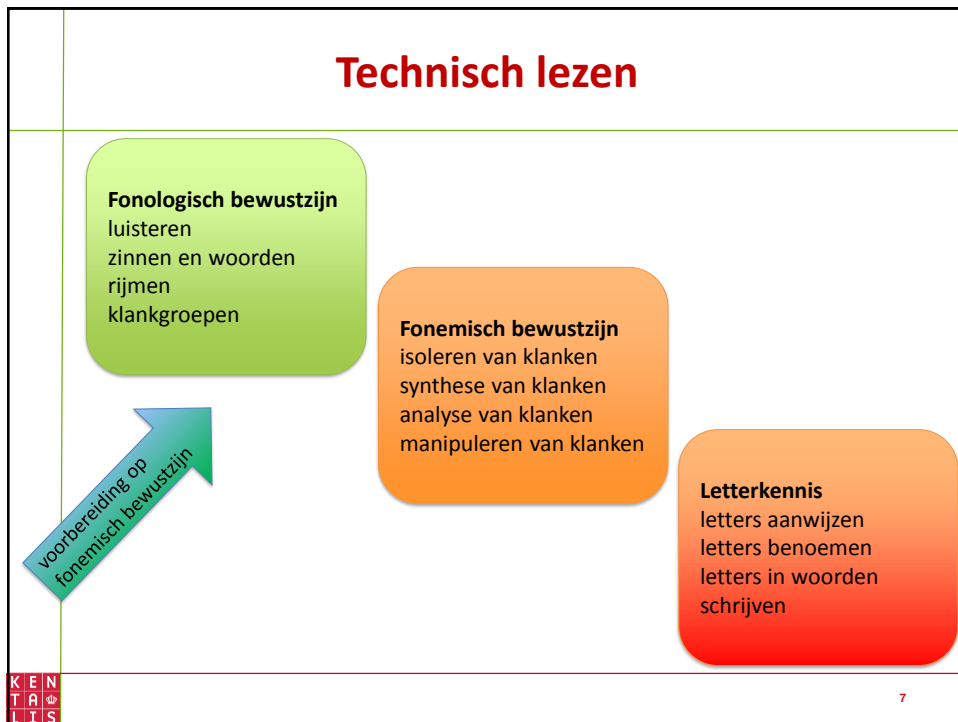 Technisch lezen
Fonologisch bewustzijn
luisteren
zinnen en woorden
rijmen
klankgroepen
Fonemisch bewustzijn
isoleren van klanken
synthese van klanken
analyse van klanken
manipuleren van klanken
voorbereiding op
fonemisch bewustzijn
Letterkennis
letters aanwijzen
letters benoemen
letters in woorden
schrijven
KEN
TA
LIS
7